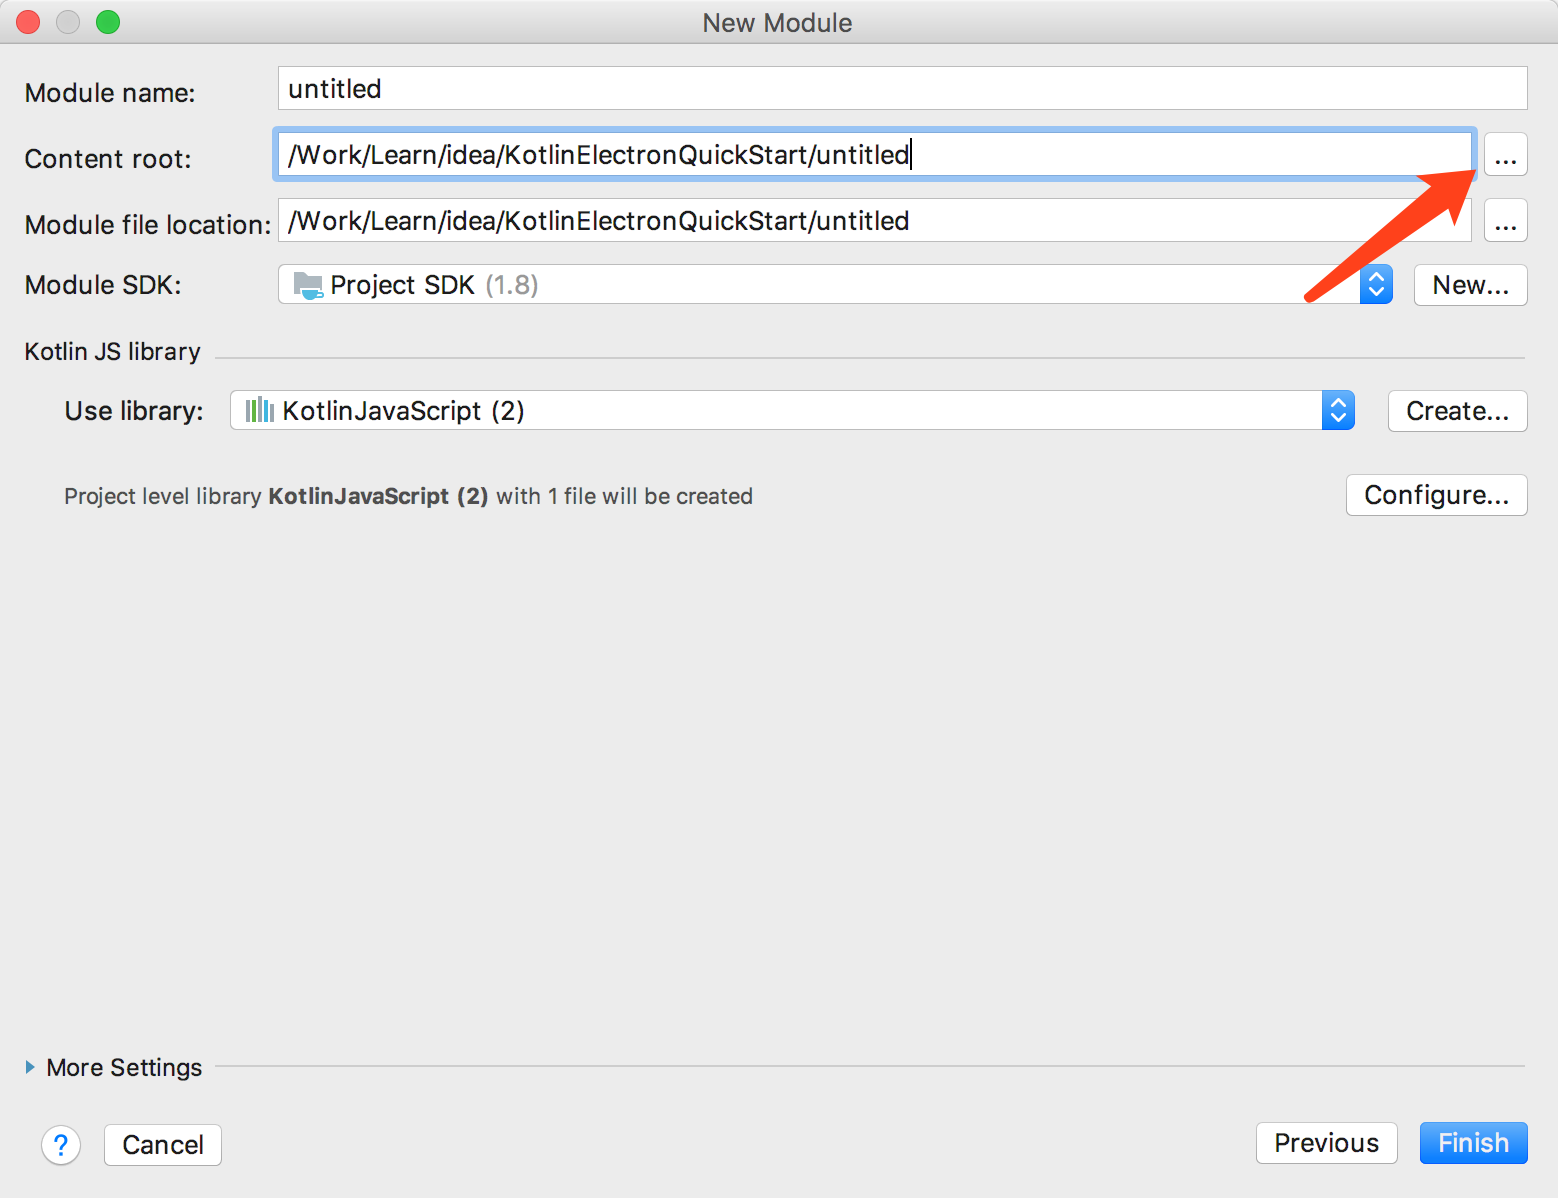 New Module
Module name: untitled
Content root: /Work/Learn/idea/KotlinElectronQuickStart/untitled ...
Module file location: /Work/Learn/idea/KotlinElectronQuickStart/untitled ...
Module SDK: Project SDK (1.8) New...
Kotlin JS library
Use library: KotlinJavaScript (2) Create...
Project level library KotlinJavaScript (2) with 1 file will be created Configure...
More Settings
? Cancel Previous Finish